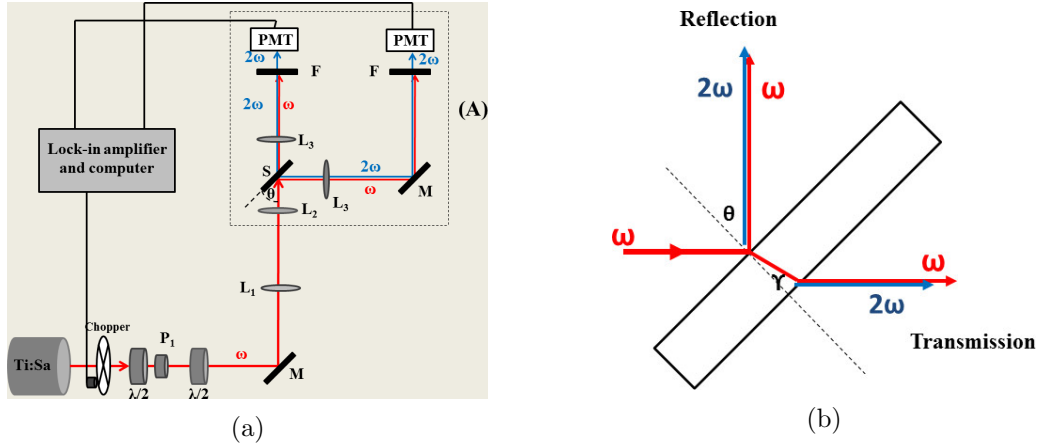 PMT
PMT
2ω
2ω
F
F
2ω
ω
(A)
L3
Lock-in amplifier
and computer
S
2ω
θ
L3
ω
M
L2
L1
Chopper
P1
Ti:Sa
ω
M
λ/2
λ/2
(a)
Reflection
2ω
ω
θ
ω
ϒ
ω
2ω
Transmission
(b)